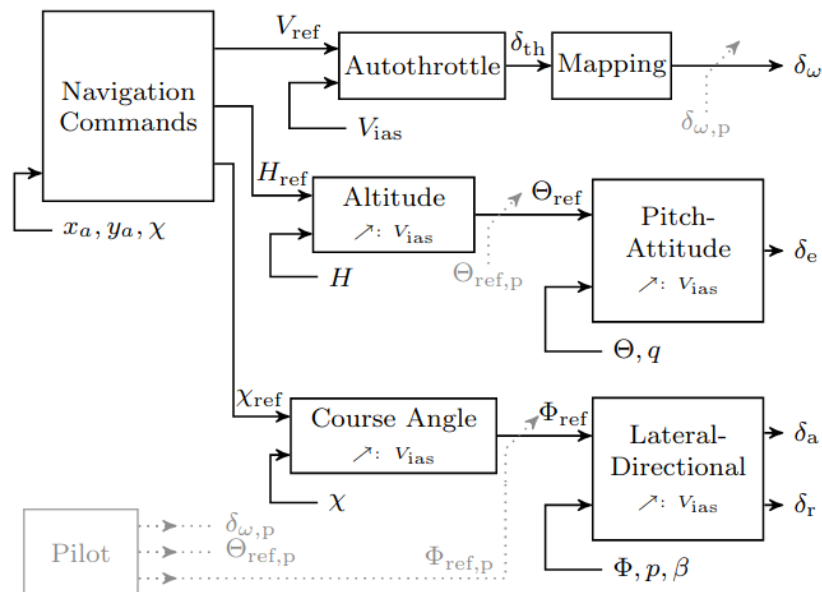 V_ref
δ_th
Navigation
Commands
Autothrottle
Mapping
δ_ω
V_ias
δ_ω,p
H_ref
x_a, y_a, χ
Altitude
↗: V_ias
Θ_ref
Pitch-
Attitude
↗: V_ias
δ_e
H
Θ_ref,p
Θ, q
χ_ref
Course Angle
↗: V_ias
Φ_ref
Lateral-
Directional
↗: V_ias
δ_a
δ_r
χ
Pilot
δ_ω,p
Θ_ref,p
Φ_ref,p
Φ, p, β